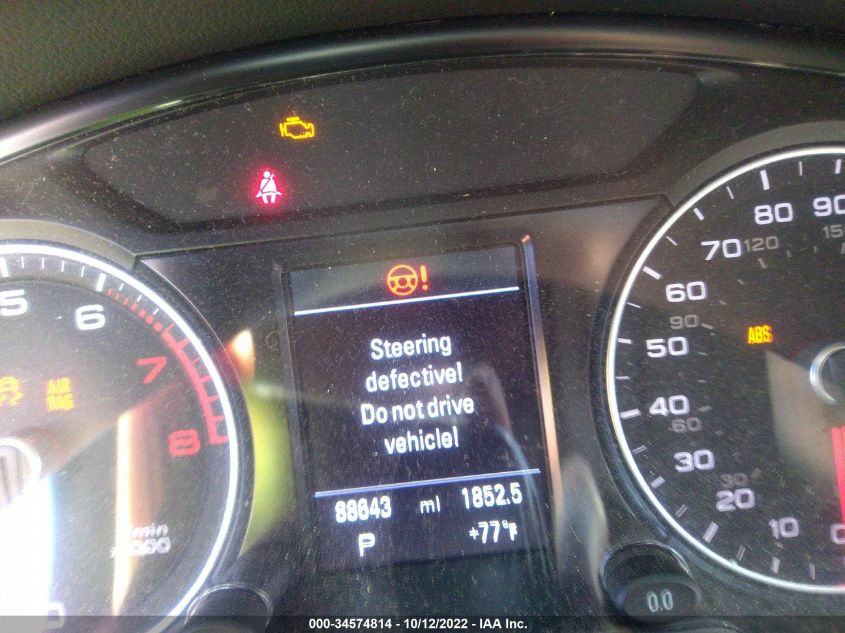 Steering
defective!
Do not drive
vehicle!
88643 mi 1852.5
P +77°F
5 6 7 8
AIR
BAG
ABS
0 10 20 30 40 50 60 70 80 90
30 60 90 120
0.0
000-34574814 - 10/12/2022 - IAA Inc.